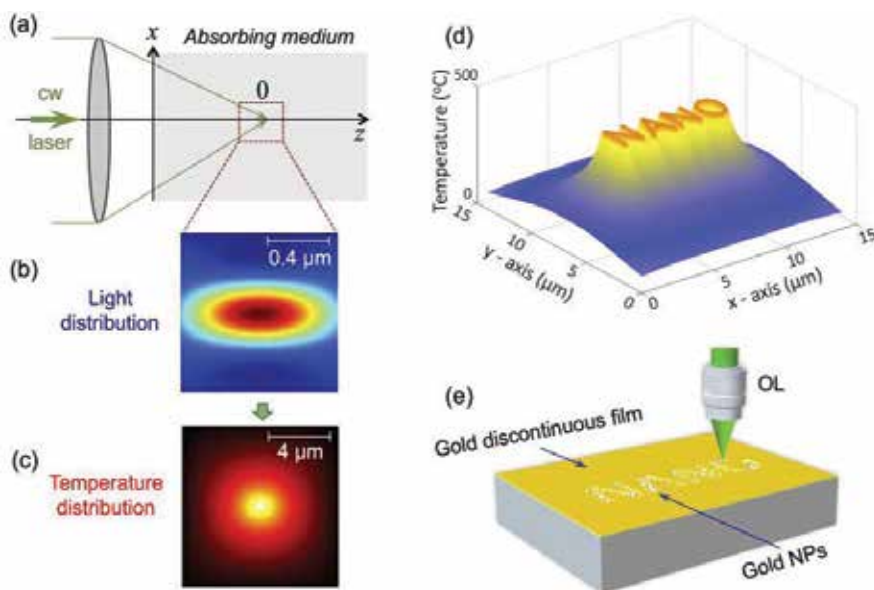 (a)
x
Absorbing medium
0
cw
laser
z
(b)
0.4 μm
Light
distribution
(c)
4 μm
Temperature
distribution
(d)
Temperature (ºC)
500
0
NANO
15
10
5
0
y - axis (μm)
0
5
10
15
x - axis (μm)
(e)
OL
Gold discontinuous film
Gold NPs